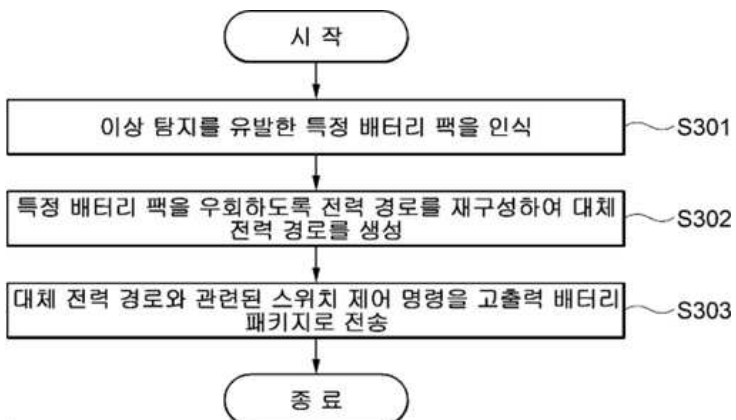 시 작
이상 탐지를 유발한 특정 배터리 팩을 인식
S301
특정 배터리 팩을 우회하도록 전력 경로를 재구성하여 대체
전력 경로를 생성
S302
대체 전력 경로와 관련된 스위치 제어 명령을 고출력 배터리
패키지로 전송
S303
종 료